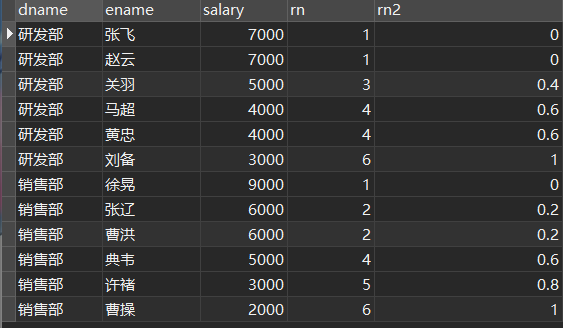 dname ename salary rn rn2
研发部 张飞 7000 1 0
研发部 赵云 7000 1 0
研发部 关羽 5000 3 0.4
研发部 马超 4000 4 0.6
研发部 黄忠 4000 4 0.6
研发部 刘备 3000 6 1
销售部 徐晃 9000 1 0
销售部 张辽 6000 2 0.2
销售部 曹洪 6000 2 0.2
销售部 典韦 5000 4 0.6
销售部 许褚 3000 5 0.8
销售部 曹操 2000 6 1